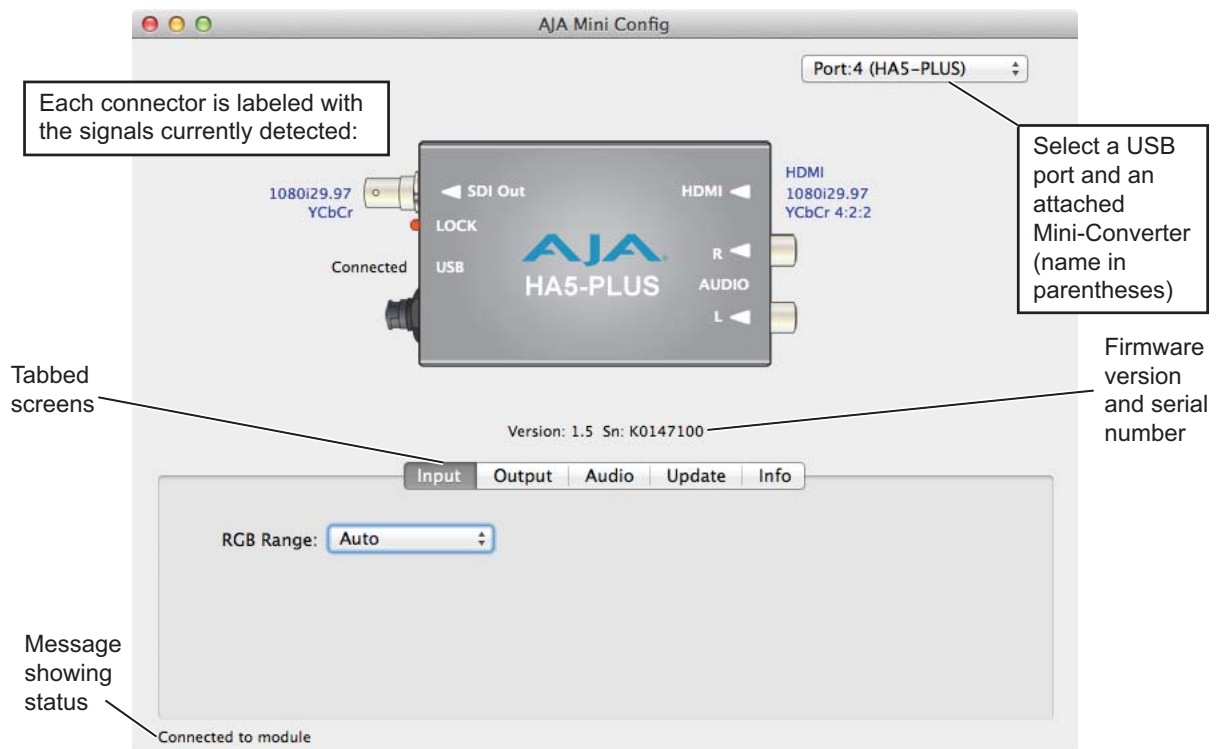 AJA Mini Config
Port:4 (HA5-PLUS)
Each connector is labeled with
the signals currently detected:
Select a USB
port and an
attached
Mini-Converter
(name in
parentheses)
1080i29.97
YCbCr
Connected
SDI Out
LOCK
USB
AJA
HA5-PLUS
HDMI
R
AUDIO
L
HDMI
1080i29.97
YCbCr 4:2:2
Tabbed
screens
Firmware
version
and serial
number
Version: 1.5 Sn: K0147100
Input Output Audio Update Info
RGB Range: Auto
Message
showing
status
Connected to module